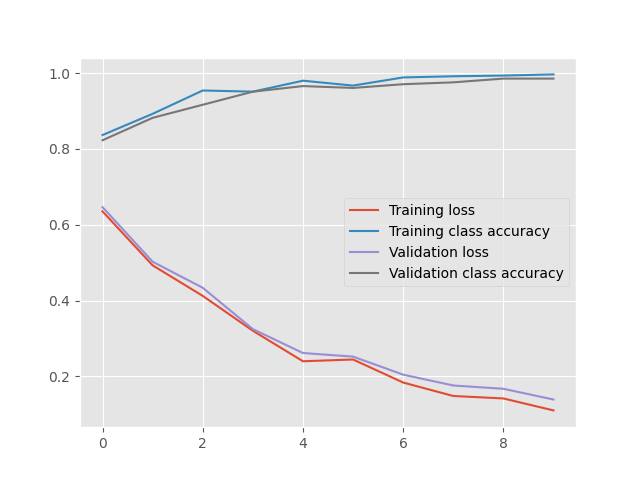 1.0
0.8
0.6
0.4
0.2
Training loss
Training class accuracy
Validation loss
Validation class accuracy
0 2 4 6 8